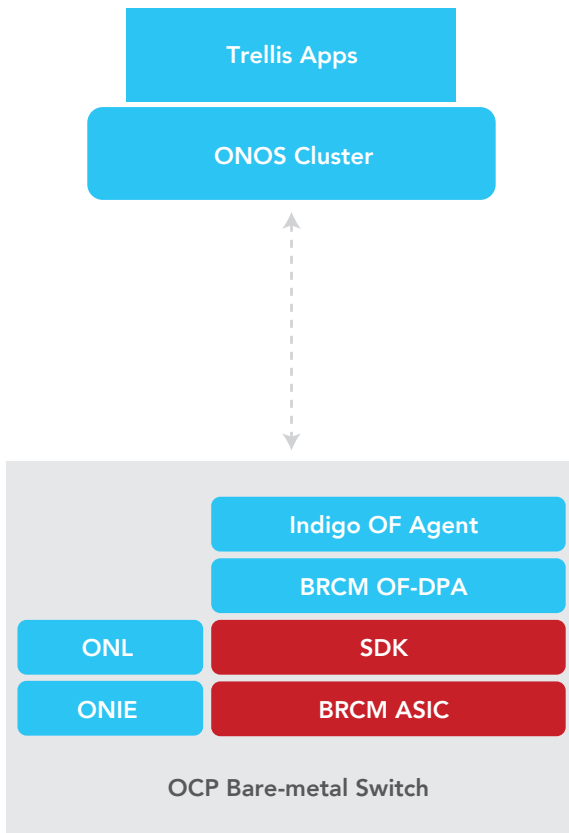 Trellis Apps
ONOS Cluster
Indigo OF Agent
BRCM OF-DPA
ONL
SDK
ONIE
BRCM ASIC
OCP Bare-metal Switch